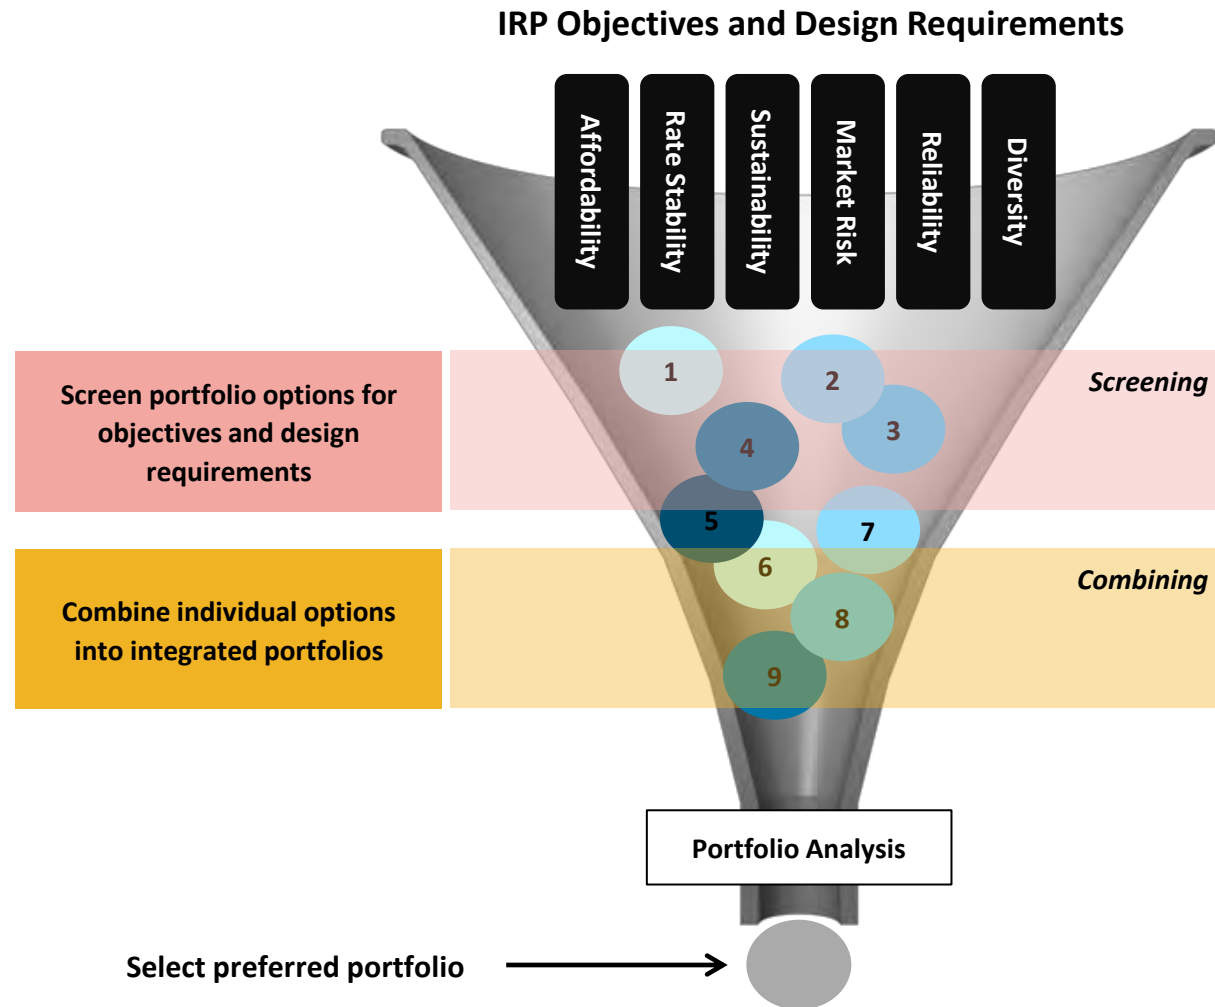 IRP Objectives and Design Requirements
Affordability
Rate Stability
Sustainability
Market Risk
Reliability
Diversity
Screen portfolio options for
objectives and design
requirements
Screening
1
2
3
4
5
7
6
8
9
Combine individual options
into integrated portfolios
Combining
Portfolio Analysis
Select preferred portfolio